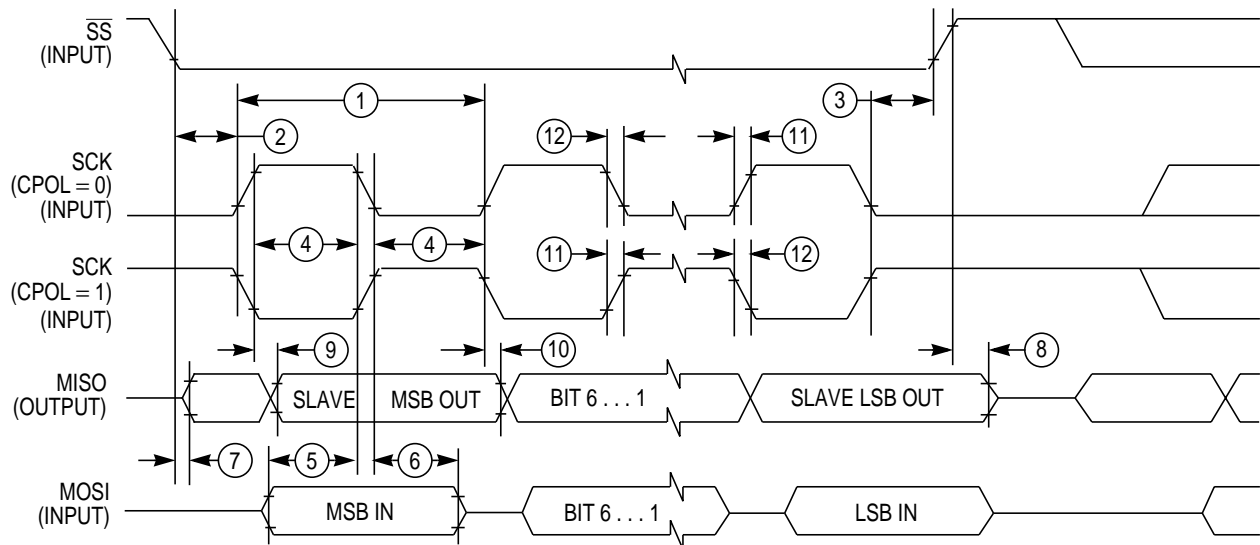 SS
(INPUT)
1
3
2
12
11
SCK
(CPOL = 0)
(INPUT)
4
4
11
12
SCK
(CPOL = 1)
(INPUT)
9
10
8
MISO
(OUTPUT)
SLAVE
MSB OUT
BIT 6 . . . 1
SLAVE LSB OUT
7
5
6
MOSI
(INPUT)
MSB IN
BIT 6 . . . 1
LSB IN